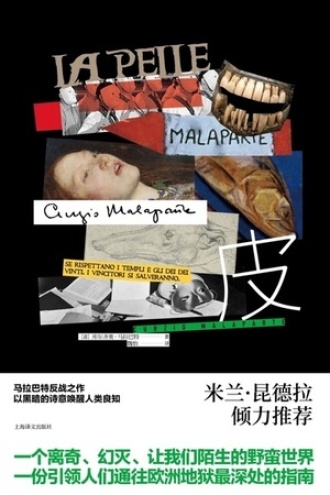 LA PELLE
MALAPARTE
Curzio Malaparte
SE RISPETTANO I TEMPLI E GLI DEI DEI
VINTI, I VINCITORI SI SALVERANNO.
皮
CURZIO MALAPARTE
马拉巴特反战之作
以黑暗的诗意唤醒人类良知
上海译文出版社
米兰·昆德拉
倾力推荐
一个离奇、幻灭、让我们陌生的野蛮世界
一份引领人们通往欧洲地狱最深处的指南